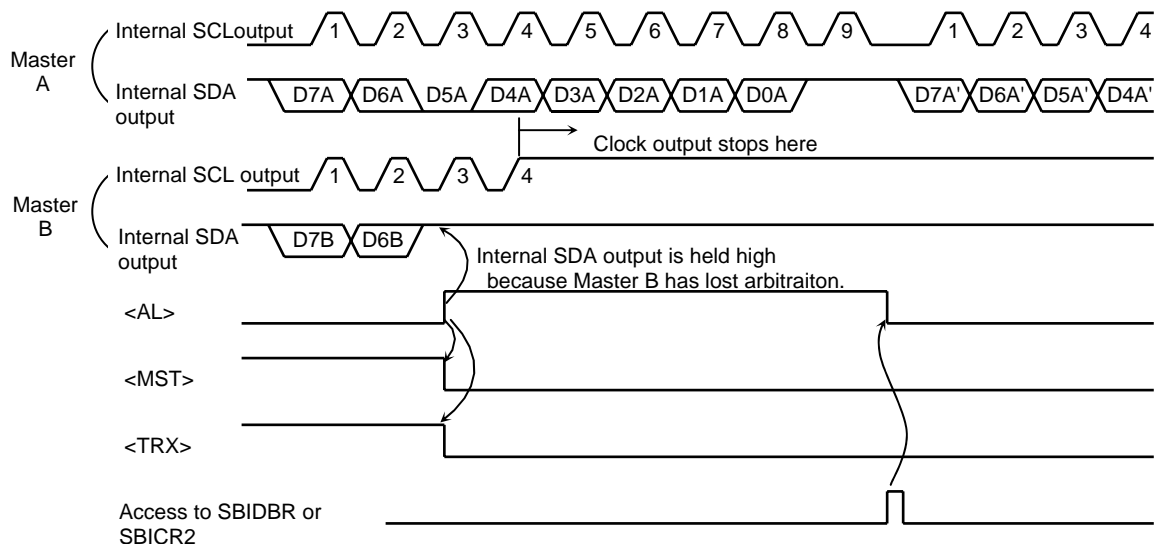 Internal SCLoutput
1 2 3 4 5 6 7 8 9 1 2 3 4
Master
A
Internal SDA
output
D7A D6A D5A D4A D3A D2A D1A D0A D7A' D6A' D5A' D4A'
Clock output stops here
Internal SCL output
1 2 3 4
Master
B
Internal SDA
output
D7B D6B
Internal SDA output is held high
because Master B has lost arbitraiton.
<AL>
<MST>
<TRX>
Access to SBIDBR or
SBICR2